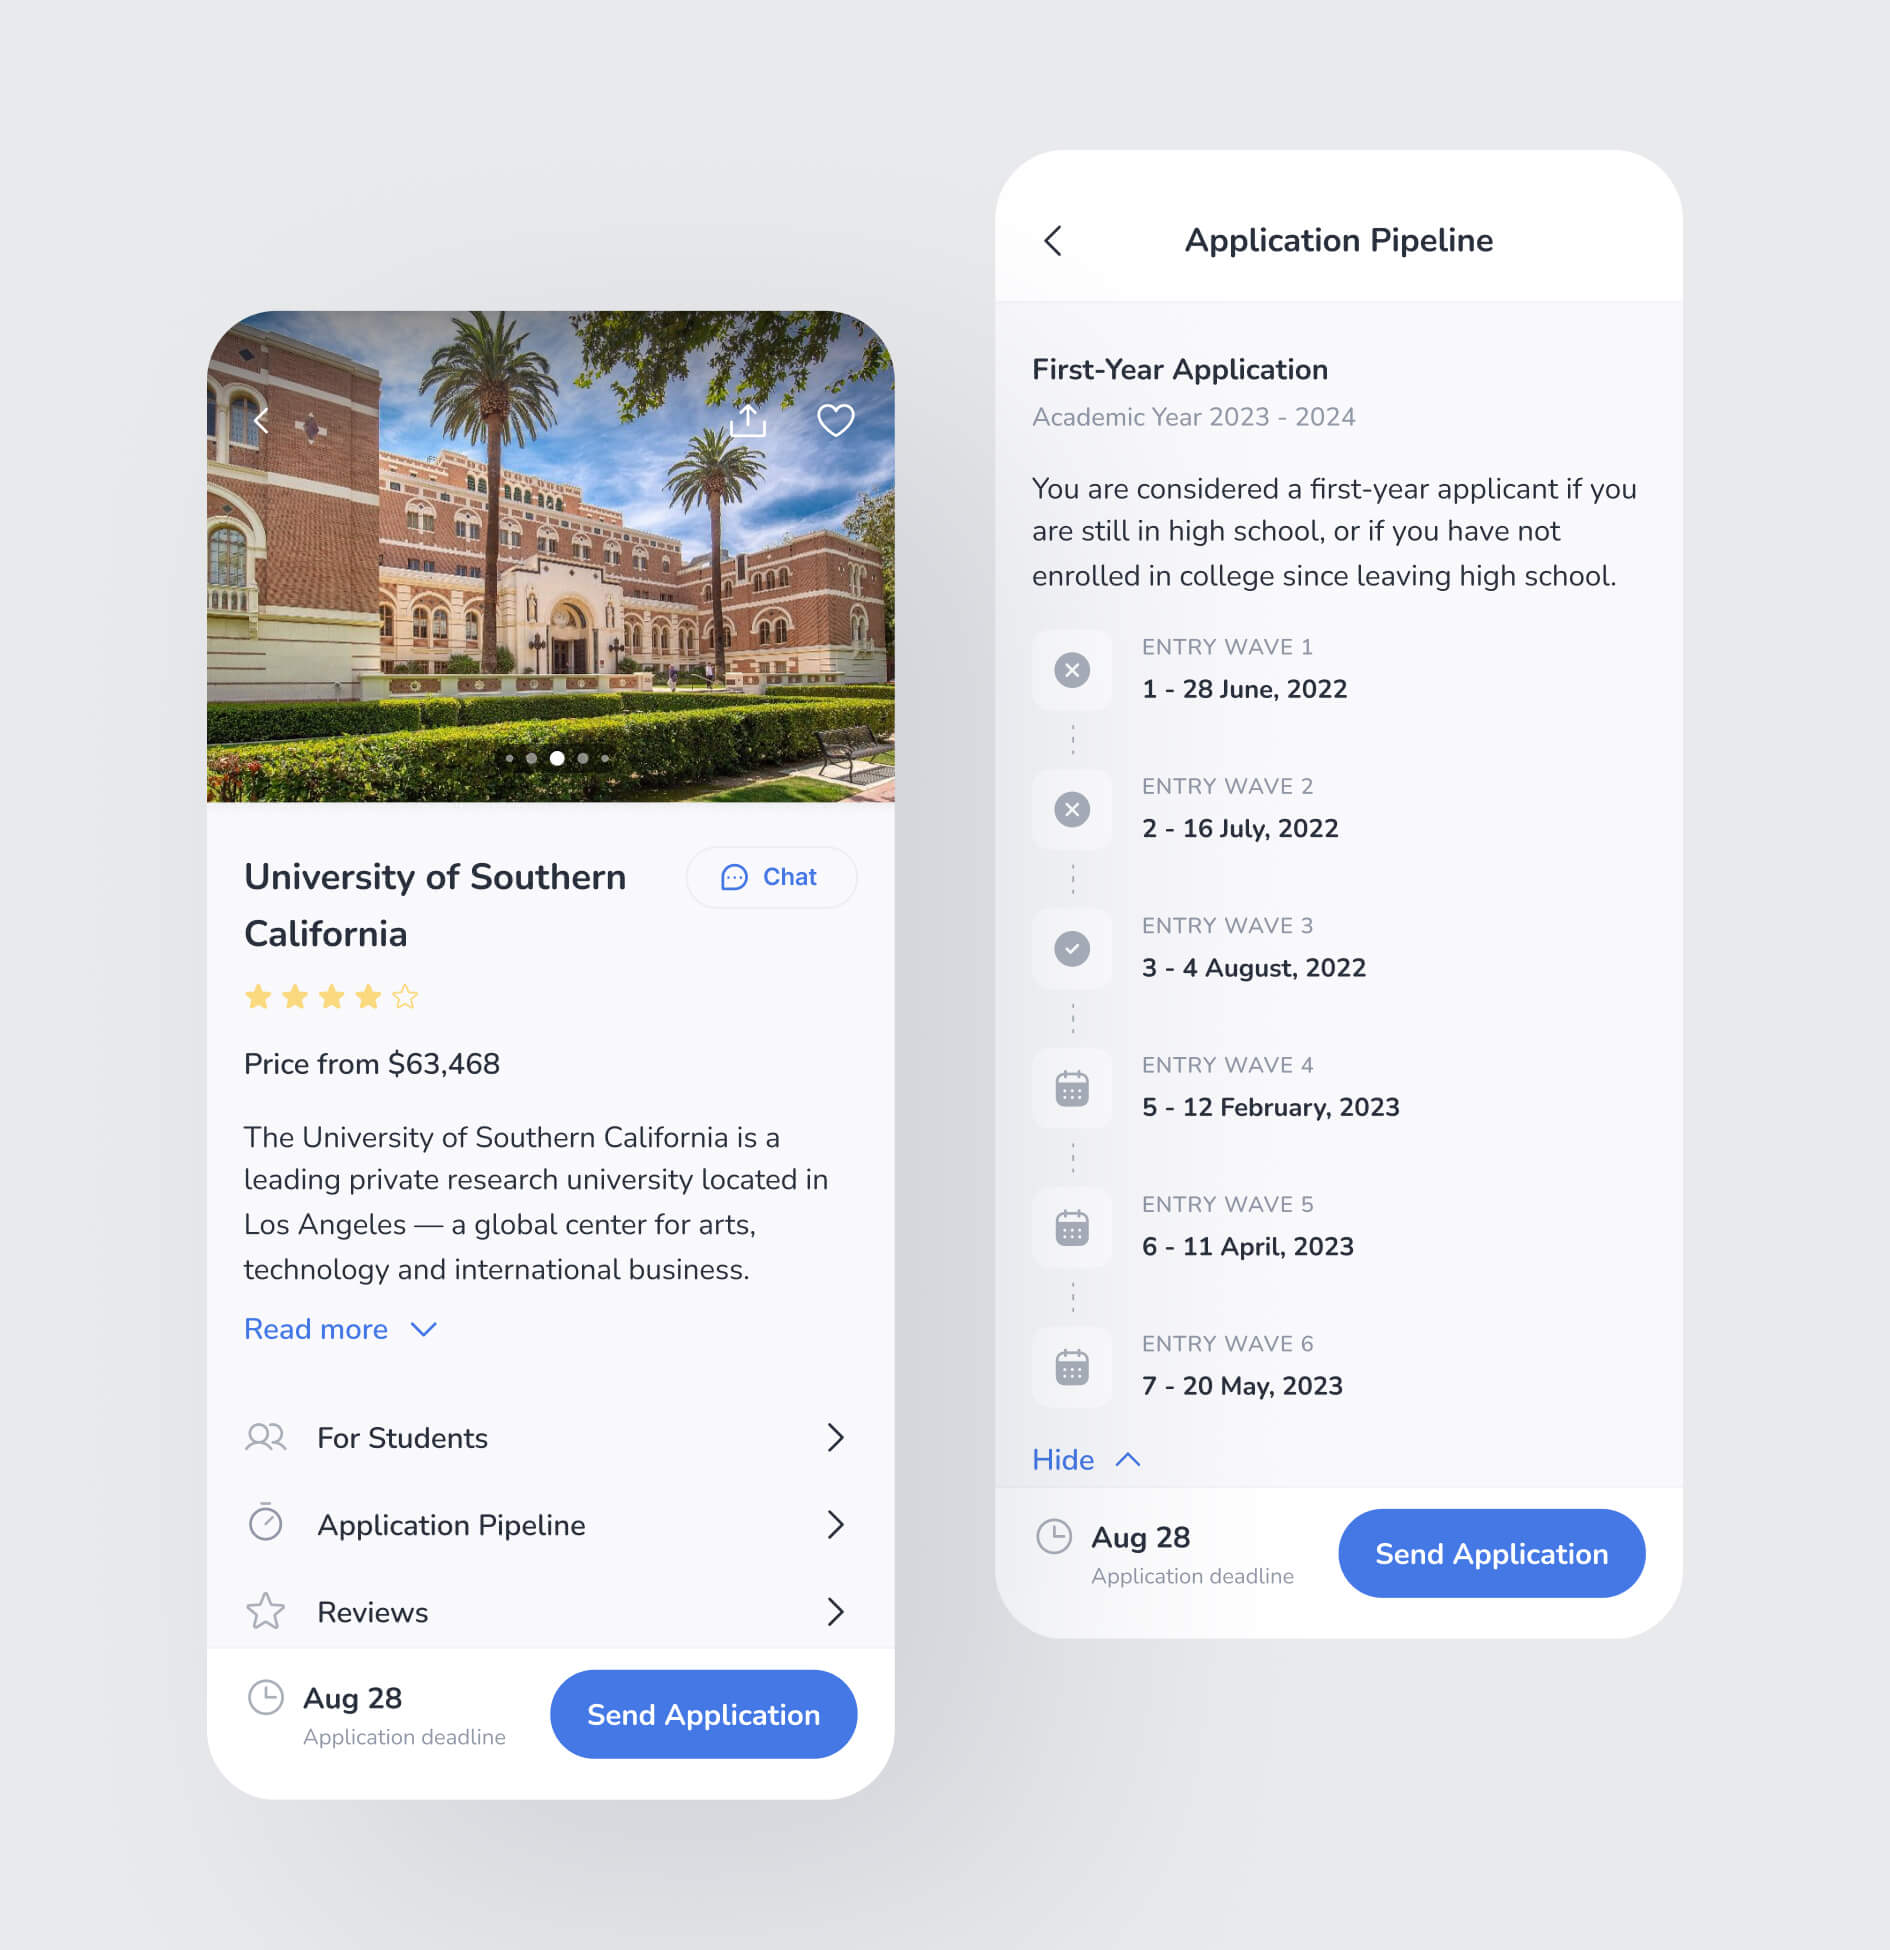 University of Southern
California
Chat
Price from $63,468
The University of Southern California is a
leading private research university located in
Los Angeles — a global center for arts,
technology and international business.
Read more
For Students
Application Pipeline
Reviews
Aug 28
Application deadline
Send Application
Application Pipeline
First-Year Application
Academic Year 2023 - 2024
You are considered a first-year applicant if you
are still in high school, or if you have not
enrolled in college since leaving high school.
ENTRY WAVE 1
1 - 28 June, 2022
ENTRY WAVE 2
2 - 16 July, 2022
ENTRY WAVE 3
3 - 4 August, 2022
ENTRY WAVE 4
5 - 12 February, 2023
ENTRY WAVE 5
6 - 11 April, 2023
ENTRY WAVE 6
7 - 20 May, 2023
Hide
Aug 28
Application deadline
Send Application